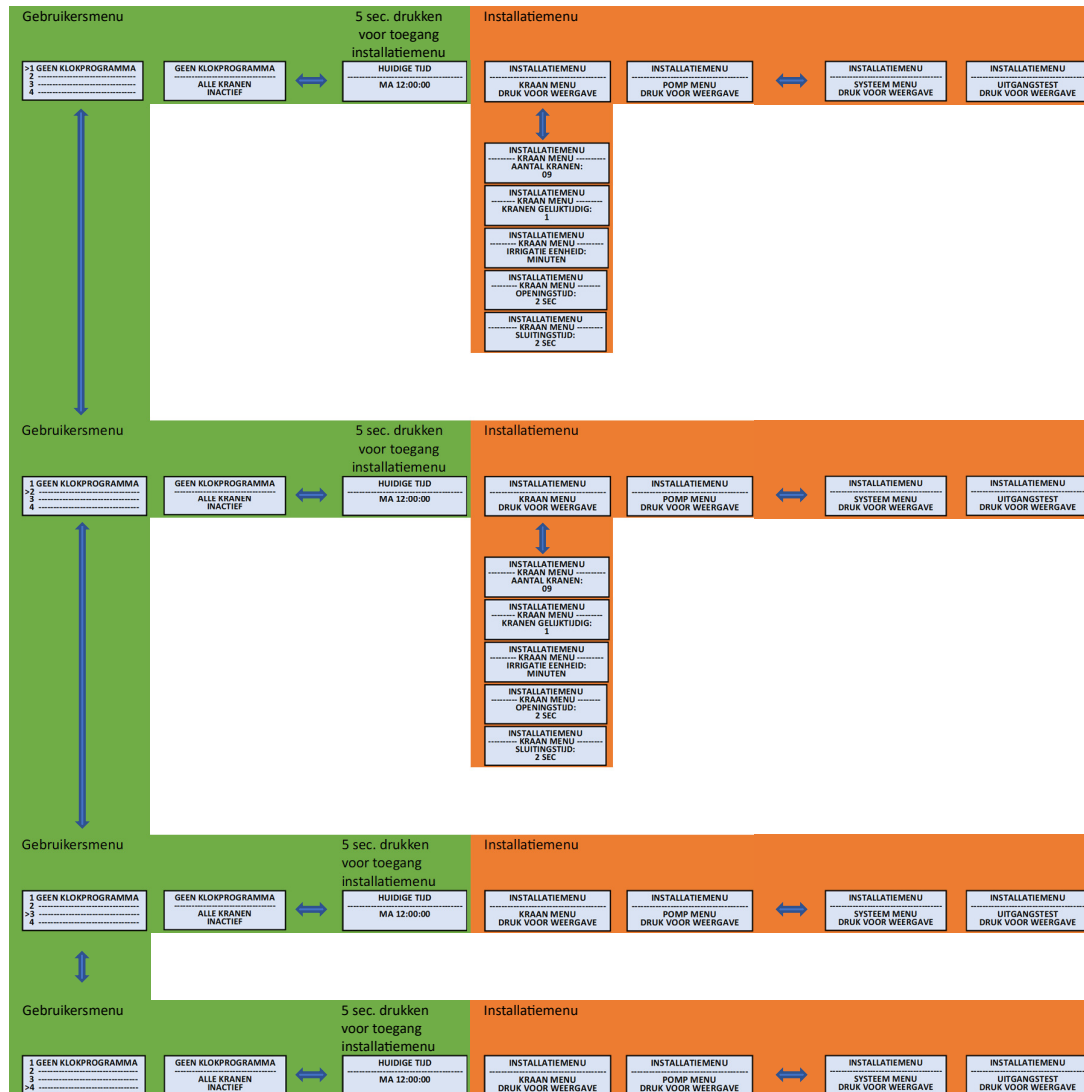 Gebruikersmenu
5 sec. drukken
voor toegang
installatiemenu
Installatiemenu
>1 GEEN KLOKPROGRAMMA
2 ---------------------------------
3 ---------------------------------
4 ---------------------------------
GEEN KLOKPROGRAMMA
---------------------------------
ALLE KRANEN
INACTIEF
HUIDIGE TIJD
---------------------------------
MA 12:00:00
INSTALLATIEMENU
---------------------------------
KRAAN MENU
DRUK VOOR WEERGAVE
INSTALLATIEMENU
---------------------------------
POMP MENU
DRUK VOOR WEERGAVE
INSTALLATIEMENU
---------------------------------
SYSTEEM MENU
DRUK VOOR WEERGAVE
INSTALLATIEMENU
---------------------------------
UITGANGSTEST
DRUK VOOR WEERGAVE
INSTALLATIEMENU
--------- KRAAN MENU ----------
AANTAL KRANEN:
09
INSTALLATIEMENU
-------- KRAAN MENU ---------
KRANEN GELIJKTIJDIG:
1
INSTALLATIEMENU
--------- KRAAN MENU ---------
IRRIGATIE EENHEID:
MINUTEN
INSTALLATIEMENU
--------- KRAAN MENU --------
OPENINGSTIJD:
2 SEC
INSTALLATIEMENU
---------- KRAAN MENU ---------
SLUITINGSTIJD:
2 SEC
Gebruikersmenu
5 sec. drukken
voor toegang
installatiemenu
Installatiemenu
1 GEEN KLOKPROGRAMMA
>2 ---------------------------------
3 ---------------------------------
4 ---------------------------------
GEEN KLOKPROGRAMMA
---------------------------------
ALLE KRANEN
INACTIEF
HUIDIGE TIJD
---------------------------------
MA 12:00:00
INSTALLATIEMENU
---------------------------------
KRAAN MENU
DRUK VOOR WEERGAVE
INSTALLATIEMENU
---------------------------------
POMP MENU
DRUK VOOR WEERGAVE
INSTALLATIEMENU
---------------------------------
SYSTEEM MENU
DRUK VOOR WEERGAVE
INSTALLATIEMENU
---------------------------------
UITGANGSTEST
DRUK VOOR WEERGAVE
INSTALLATIEMENU
--------- KRAAN MENU ----------
AANTAL KRANEN:
09
INSTALLATIEMENU
-------- KRAAN MENU ---------
KRANEN GELIJKTIJDIG:
1
INSTALLATIEMENU
--------- KRAAN MENU ---------
IRRIGATIE EENHEID:
MINUTEN
INSTALLATIEMENU
--------- KRAAN MENU --------
OPENINGSTIJD:
2 SEC
INSTALLATIEMENU
---------- KRAAN MENU ---------
SLUITINGSTIJD:
2 SEC
Gebruikersmenu
5 sec. drukken
voor toegang
installatiemenu
Installatiemenu
1 GEEN KLOKPROGRAMMA
2 ---------------------------------
>3 ---------------------------------
4 ---------------------------------
GEEN KLOKPROGRAMMA
---------------------------------
ALLE KRANEN
INACTIEF
HUIDIGE TIJD
---------------------------------
MA 12:00:00
INSTALLATIEMENU
---------------------------------
KRAAN MENU
DRUK VOOR WEERGAVE
INSTALLATIEMENU
---------------------------------
POMP MENU
DRUK VOOR WEERGAVE
INSTALLATIEMENU
---------------------------------
SYSTEEM MENU
DRUK VOOR WEERGAVE
INSTALLATIEMENU
---------------------------------
UITGANGSTEST
DRUK VOOR WEERGAVE
Gebruikersmenu
5 sec. drukken
voor toegang
installatiemenu
Installatiemenu
1 GEEN KLOKPROGRAMMA
2 ---------------------------------
3 ---------------------------------
>4 ---------------------------------
GEEN KLOKPROGRAMMA
---------------------------------
ALLE KRANEN
INACTIEF
HUIDIGE TIJD
---------------------------------
MA 12:00:00
INSTALLATIEMENU
---------------------------------
KRAAN MENU
DRUK VOOR WEERGAVE
INSTALLATIEMENU
---------------------------------
POMP MENU
DRUK VOOR WEERGAVE
INSTALLATIEMENU
---------------------------------
SYSTEEM MENU
DRUK VOOR WEERGAVE
INSTALLATIEMENU
---------------------------------
UITGANGSTEST
DRUK VOOR WEERGAVE